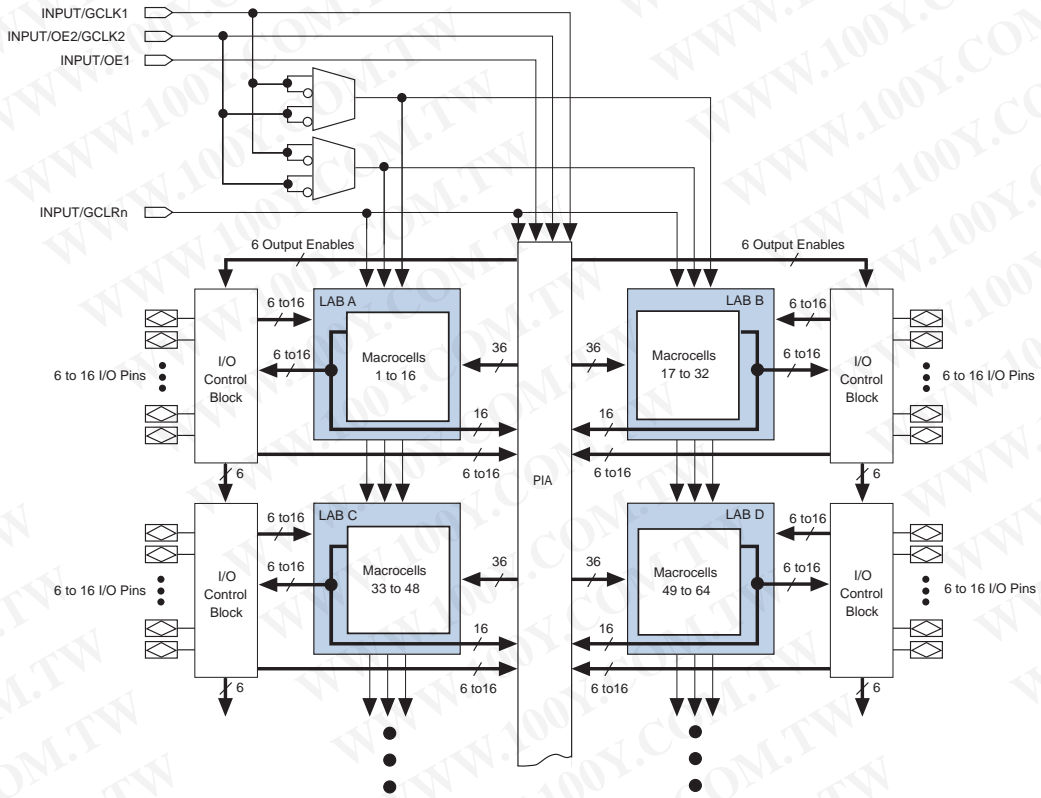 INPUT/GCLK1
INPUT/OE2/GCLK2
INPUT/OE1
INPUT/GCLRn
6 Output Enables
6 Output Enables
LAB A
LAB B
6 to16
6 to16
6 to 16 I/O Pins
I/O
Control
Block
6 to16
Macrocells
1 to 16
36
36
Macrocells
17 to 32
6 to16
I/O
Control
Block
6 to 16 I/O Pins
16
16
6 to16
6 to16
PIA
6
6
LAB C
LAB D
6 to16
6 to16
6 to 16 I/O Pins
I/O
Control
Block
6 to16
Macrocells
33 to 48
36
36
Macrocells
49 to 64
6 to16
I/O
Control
Block
6 to 16 I/O Pins
16
16
6 to16
6 to16
6
6
WWW.100Y.COM.TW